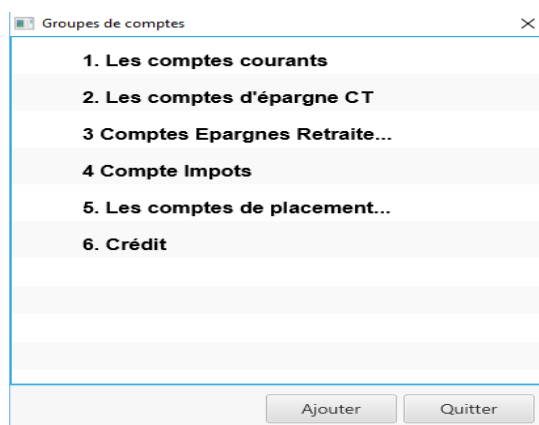 Groupes de comptes
1. Les comptes courants
2. Les comptes d'épargne CT
3 Comptes Epargnes Retraite...
4 Compte Impots
5. Les comptes de placement...
6. Crédit
Ajouter Quitter